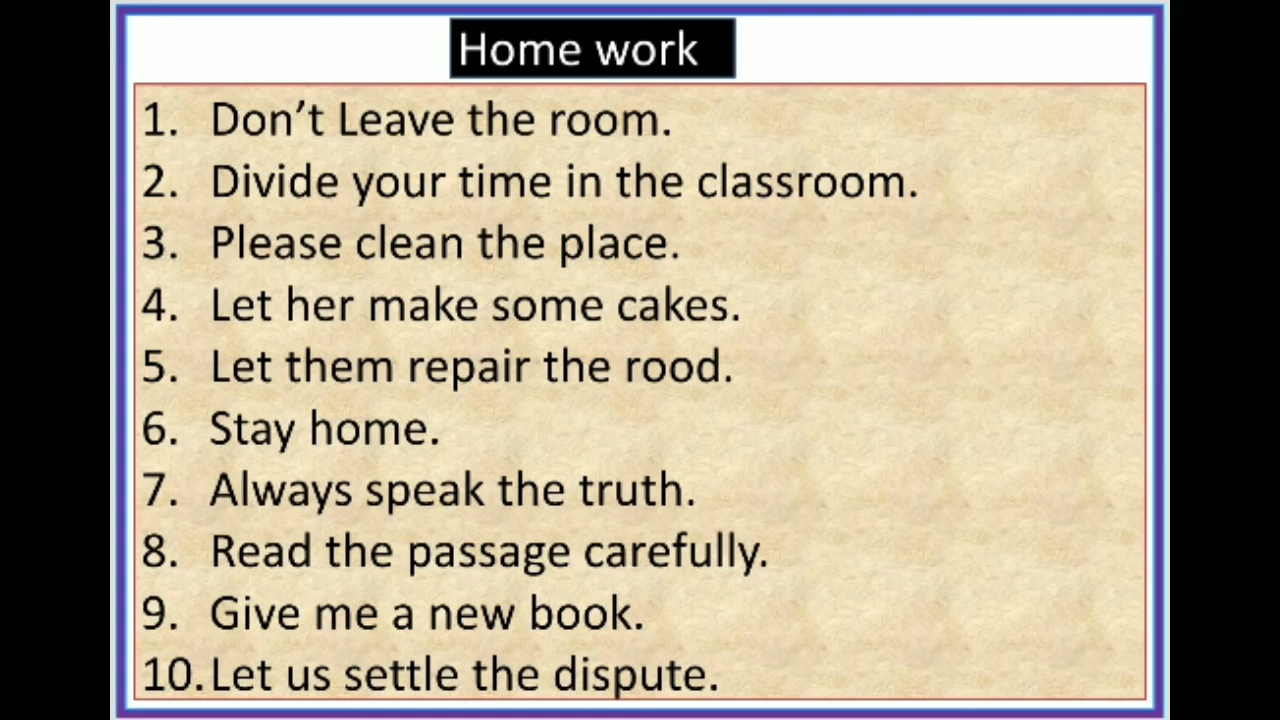 Home work
1. Don’t Leave the room.
2. Divide your time in the classroom.
3. Please clean the place.
4. Let her make some cakes.
5. Let them repair the rood.
6. Stay home.
7. Always speak the truth.
8. Read the passage carefully.
9. Give me a new book.
10. Let us settle the dispute.